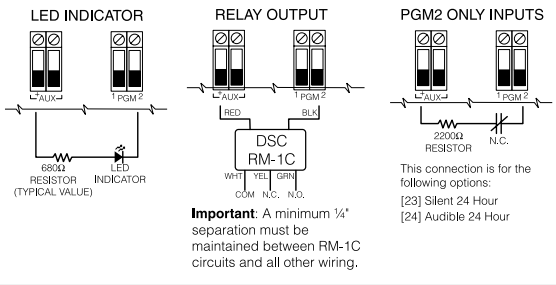 LED INDICATOR
+AUX-
1 PGM 2
680Ω
RESISTOR
(TYPICAL VALUE)
LED
INDICATOR
RELAY OUTPUT
+AUX-
1 PGM 2
RED
BLK
DSC
RM-1C
WHT YEL GRN
COM N.C. N.O.
Important: A minimum ¼"
separation must be
maintained between RM-1C
circuits and all other wiring.
PGM2 ONLY INPUTS
+AUX-
1 PGM 2
2200Ω
RESISTOR
N.C.
This connection is for the
following options:
[23] Silent 24 Hour
[24] Audible 24 Hour